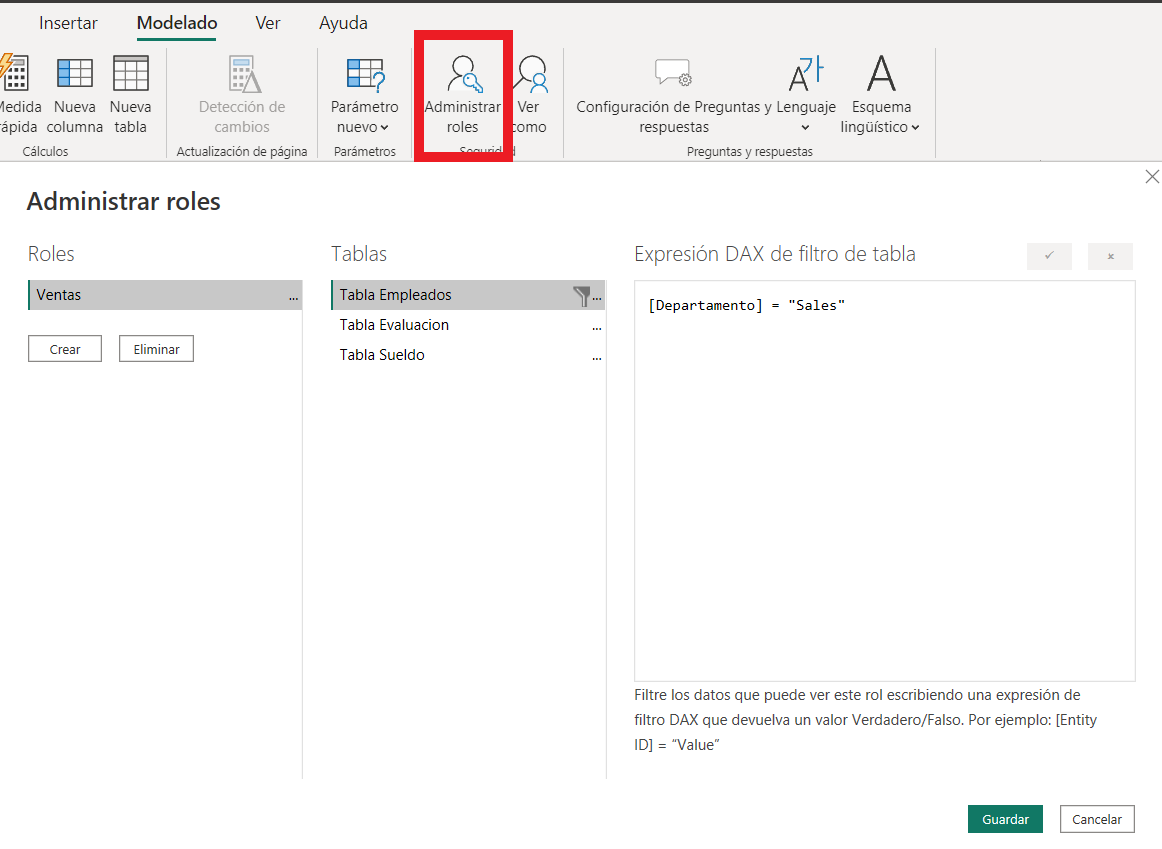 Insertar Modelado Ver Ayuda
Medida rápida
Nueva columna
Nueva tabla
Detección de cambios
Parámetro nuevo
Administrar roles
Ver como
Configuración de Preguntas y respuestas
Lenguaje
Esquema lingüístico
Cálculos Actualización de página Parámetros Seguridad Preguntas y respuestas
Administrar roles
Roles
Ventas ...
Crear Eliminar
Tablas
Tabla Empleados ...
Tabla Evaluacion ...
Tabla Sueldo ...
Expresión DAX de filtro de tabla
[Departamento] = "Sales"
Filtre los datos que puede ver este rol escribiendo una expresión de
filtro DAX que devuelva un valor Verdadero/Falso. Por ejemplo: [Entity
ID] = “Value”
Guardar Cancelar